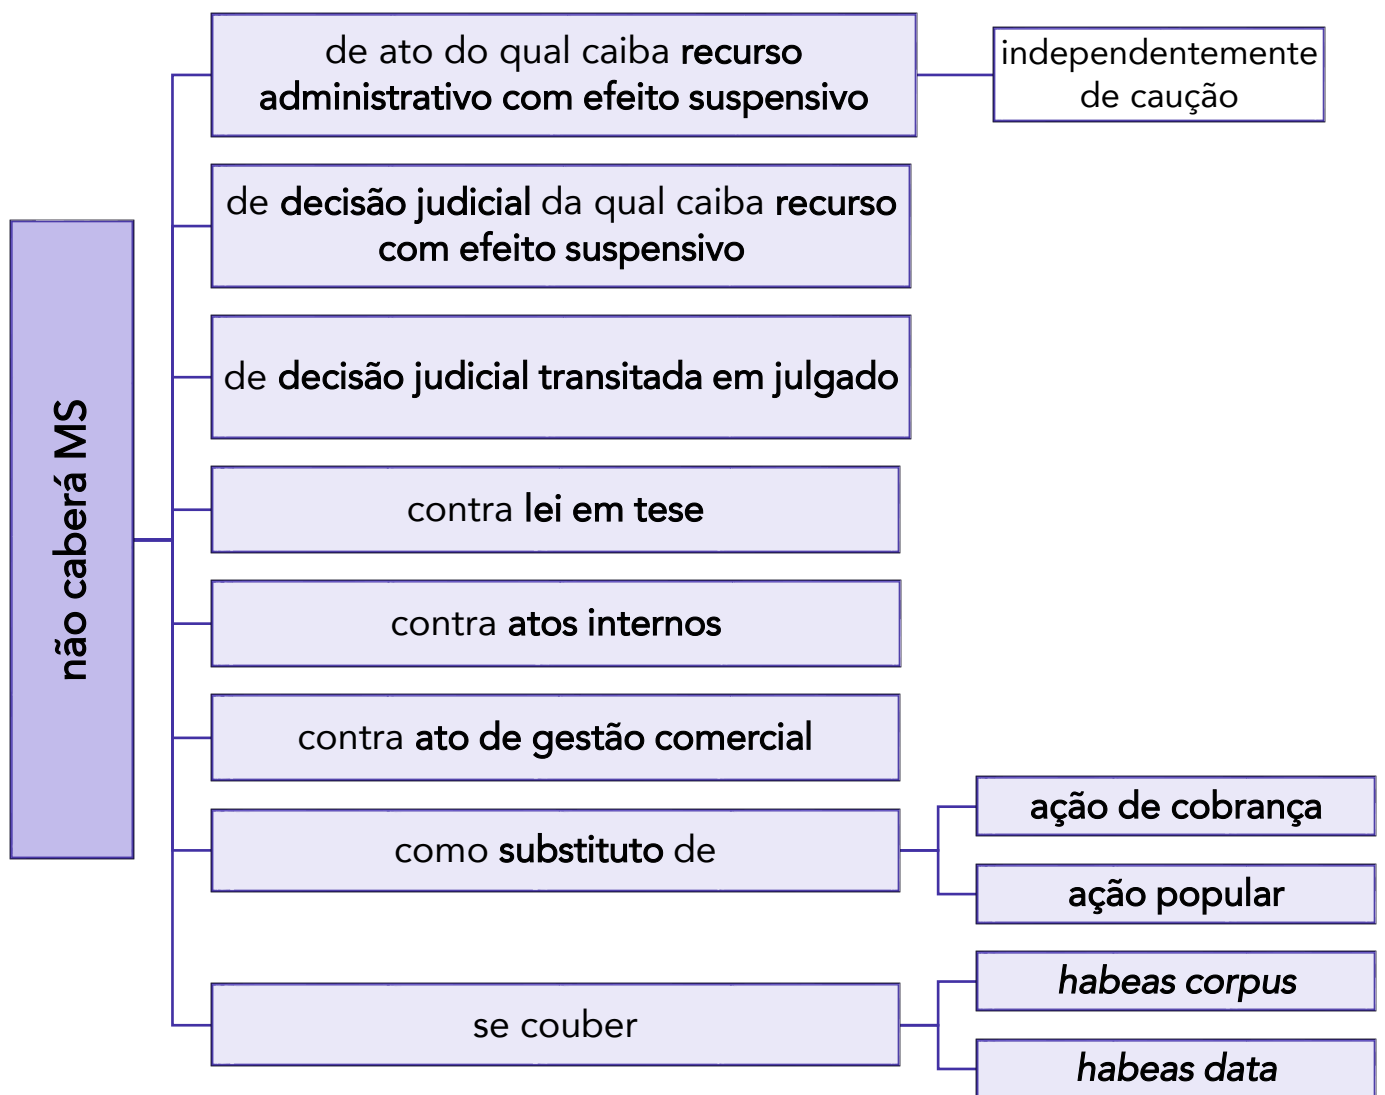 não caberá MS
de ato do qual caiba recurso
administrativo com efeito suspensivo
independentemente
de caução
de decisão judicial da qual caiba recurso
com efeito suspensivo
de decisão judicial transitada em julgado
contra lei em tese
contra atos internos
contra ato de gestão comercial
como substituto de
ação de cobrança
ação popular
se couber
habeas corpus
habeas data